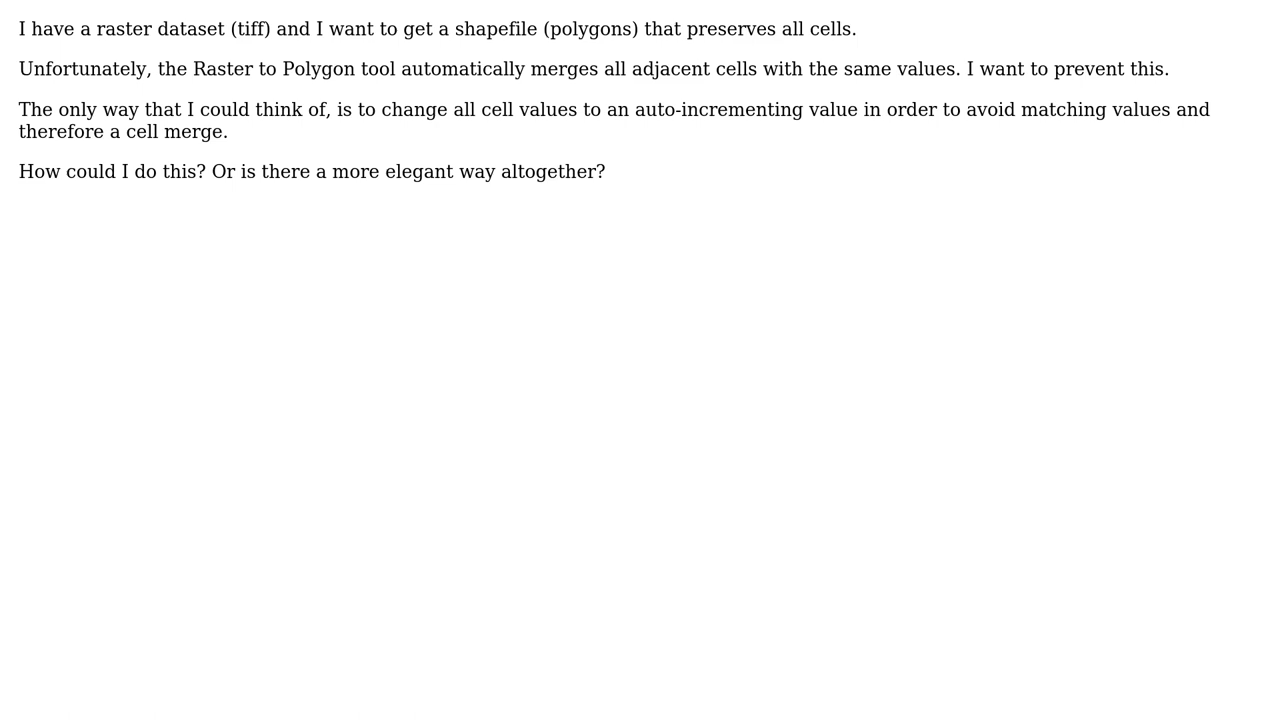 I have a raster dataset (tiff) and I want to get a shapefile (polygons) that preserves all cells.
Unfortunately, the Raster to Polygon tool automatically merges all adjacent cells with the same values. I want to prevent this.
The only way that I could think of, is to change all cell values to an auto-incrementing value in order to avoid matching values and
therefore a cell merge.
How could I do this? Or is there a more elegant way altogether?